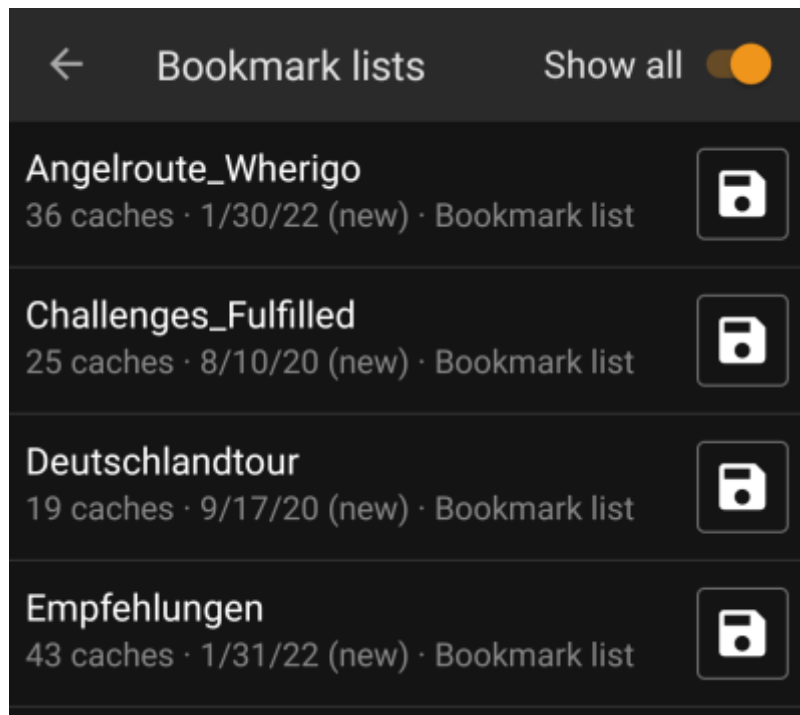 Bookmark lists Show all
Angelroute_Wherigo
36 caches · 1/30/22 (new) · Bookmark list
Challenges_Fulfilled
25 caches · 8/10/20 (new) · Bookmark list
Deutschlandtour
19 caches · 9/17/20 (new) · Bookmark list
Empfehlungen
43 caches · 1/31/22 (new) · Bookmark list